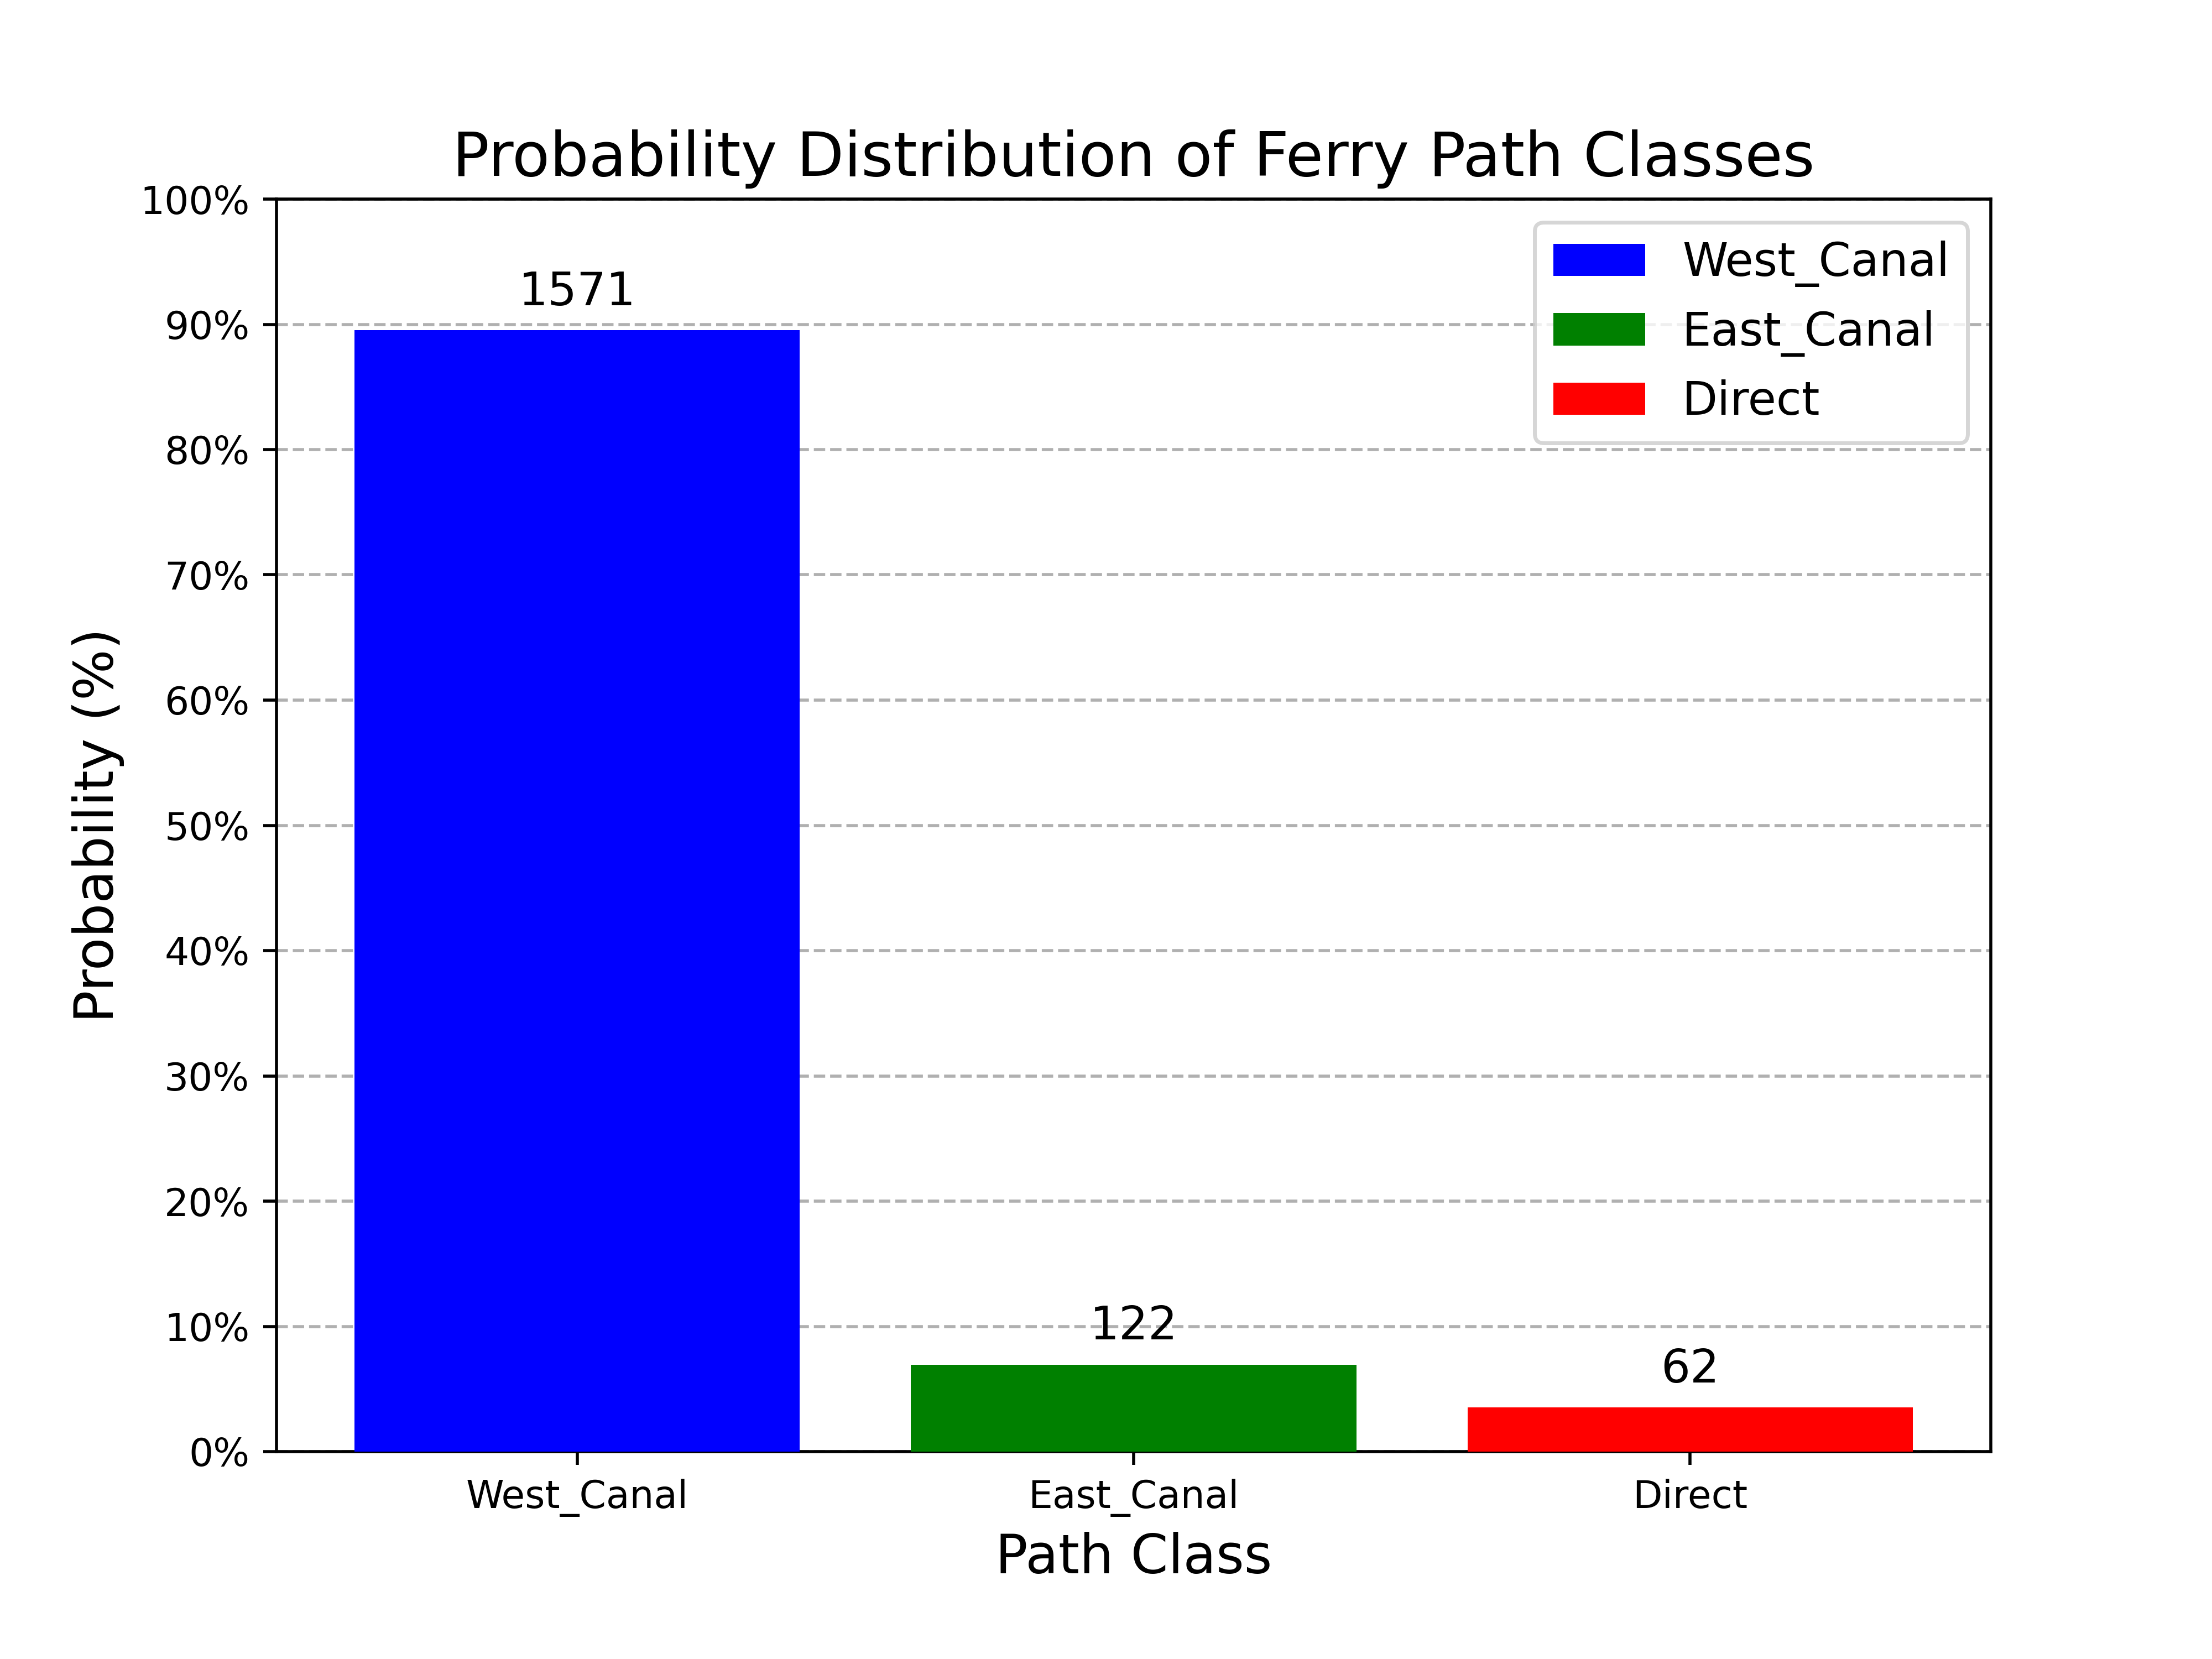 Probability Distribution of Ferry Path Classes
100%
90%
80%
70%
60%
50%
40%
30%
20%
10%
0%
Probability (%)
1571
122
62
West_Canal
East_Canal
Direct
West_Canal
East_Canal
Direct
Path Class